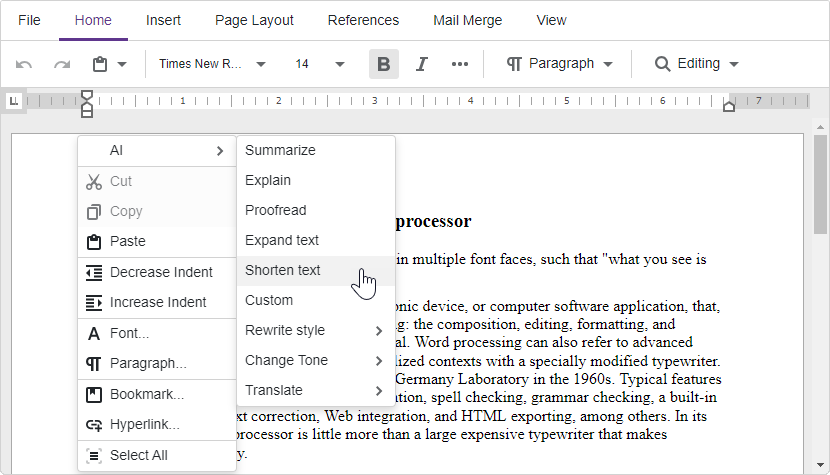 File Home Insert Page Layout References Mail Merge View
Times New R... 14 B I ... Paragraph Editing
L 1 2 3 4 5 6 7
AI
Cut
Copy
Paste
Decrease Indent
Increase Indent
Font...
Paragraph...
Bookmark...
Hyperlink...
Select All
Summarize
Explain
Proofread
Expand text
Shorten text
Custom
Rewrite style
Change Tone
Translate
processor
in multiple font faces, such that "what you see is
device, or computer software application, that,
the composition, editing, formatting, and
Word processing can also refer to advanced
contexts with a specially modified typewriter.
Germany Laboratory in the 1960s. Typical features
spell checking, grammar checking, a built-in
correction, Web integration, and HTML exporting, among others. In its
processor is little more than a large expensive typewriter that makes